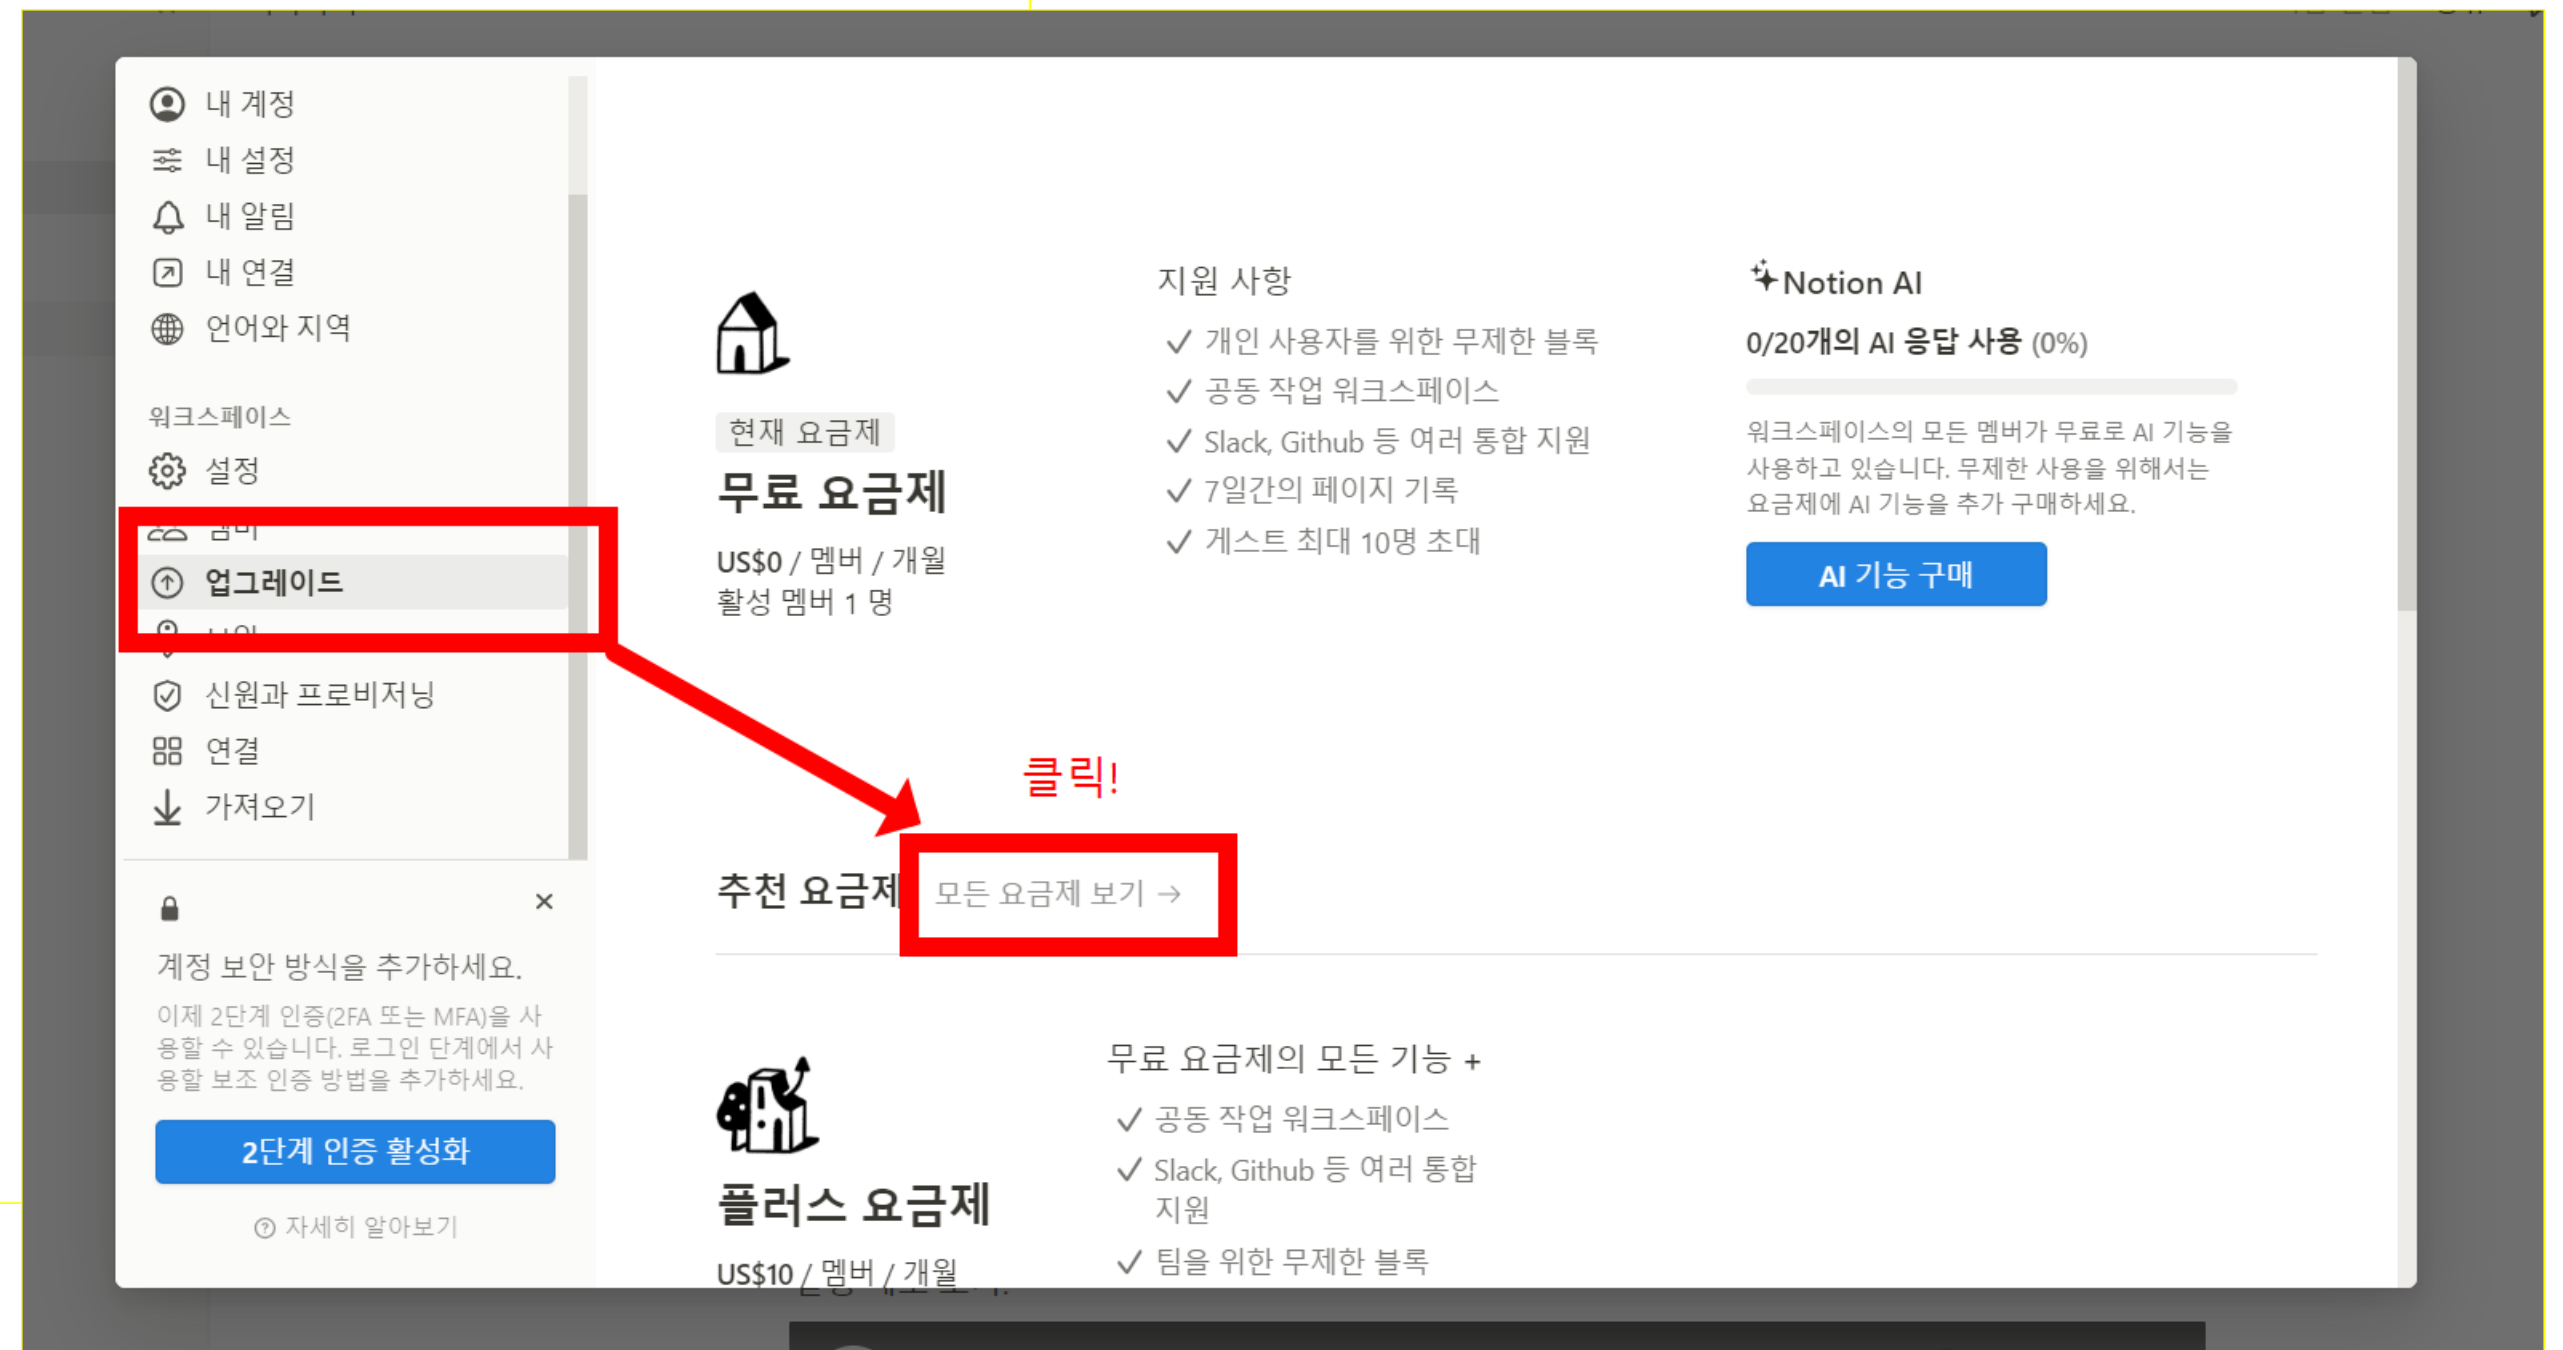 내 계정
내 설정
내 알림
내 연결
언어와 지역
워크스페이스
설정
멤버
업그레이드
보안
신원과 프로비저닝
연결
가져오기
계정 보안 방식을 추가하세요.
이제 2단계 인증(2FA 또는 MFA)을 사
용할 수 있습니다. 로그인 단계에서 사
용할 보조 인증 방법을 추가하세요.
2단계 인증 활성화
자세히 알아보기
현재 요금제
무료 요금제
US$0 / 멤버 / 개월
활성 멤버 1 명
지원 사항
개인 사용자를 위한 무제한 블록
공동 작업 워크스페이스
Slack, Github 등 여러 통합 지원
7일간의 페이지 기록
게스트 최대 10명 초대
Notion AI
0/20개의 AI 응답 사용 (0%)
워크스페이스의 모든 멤버가 무료로 AI 기능을
사용하고 있습니다. 무제한 사용을 위해서는
요금제에 AI 기능을 추가 구매하세요.
AI 기능 구매
클릭!
추천 요금제 모든 요금제 보기 →
플러스 요금제
US$10 / 멤버 / 개월
무료 요금제의 모든 기능 +
공동 작업 워크스페이스
Slack, Github 등 여러 통합
지원
팀을 위한 무제한 블록